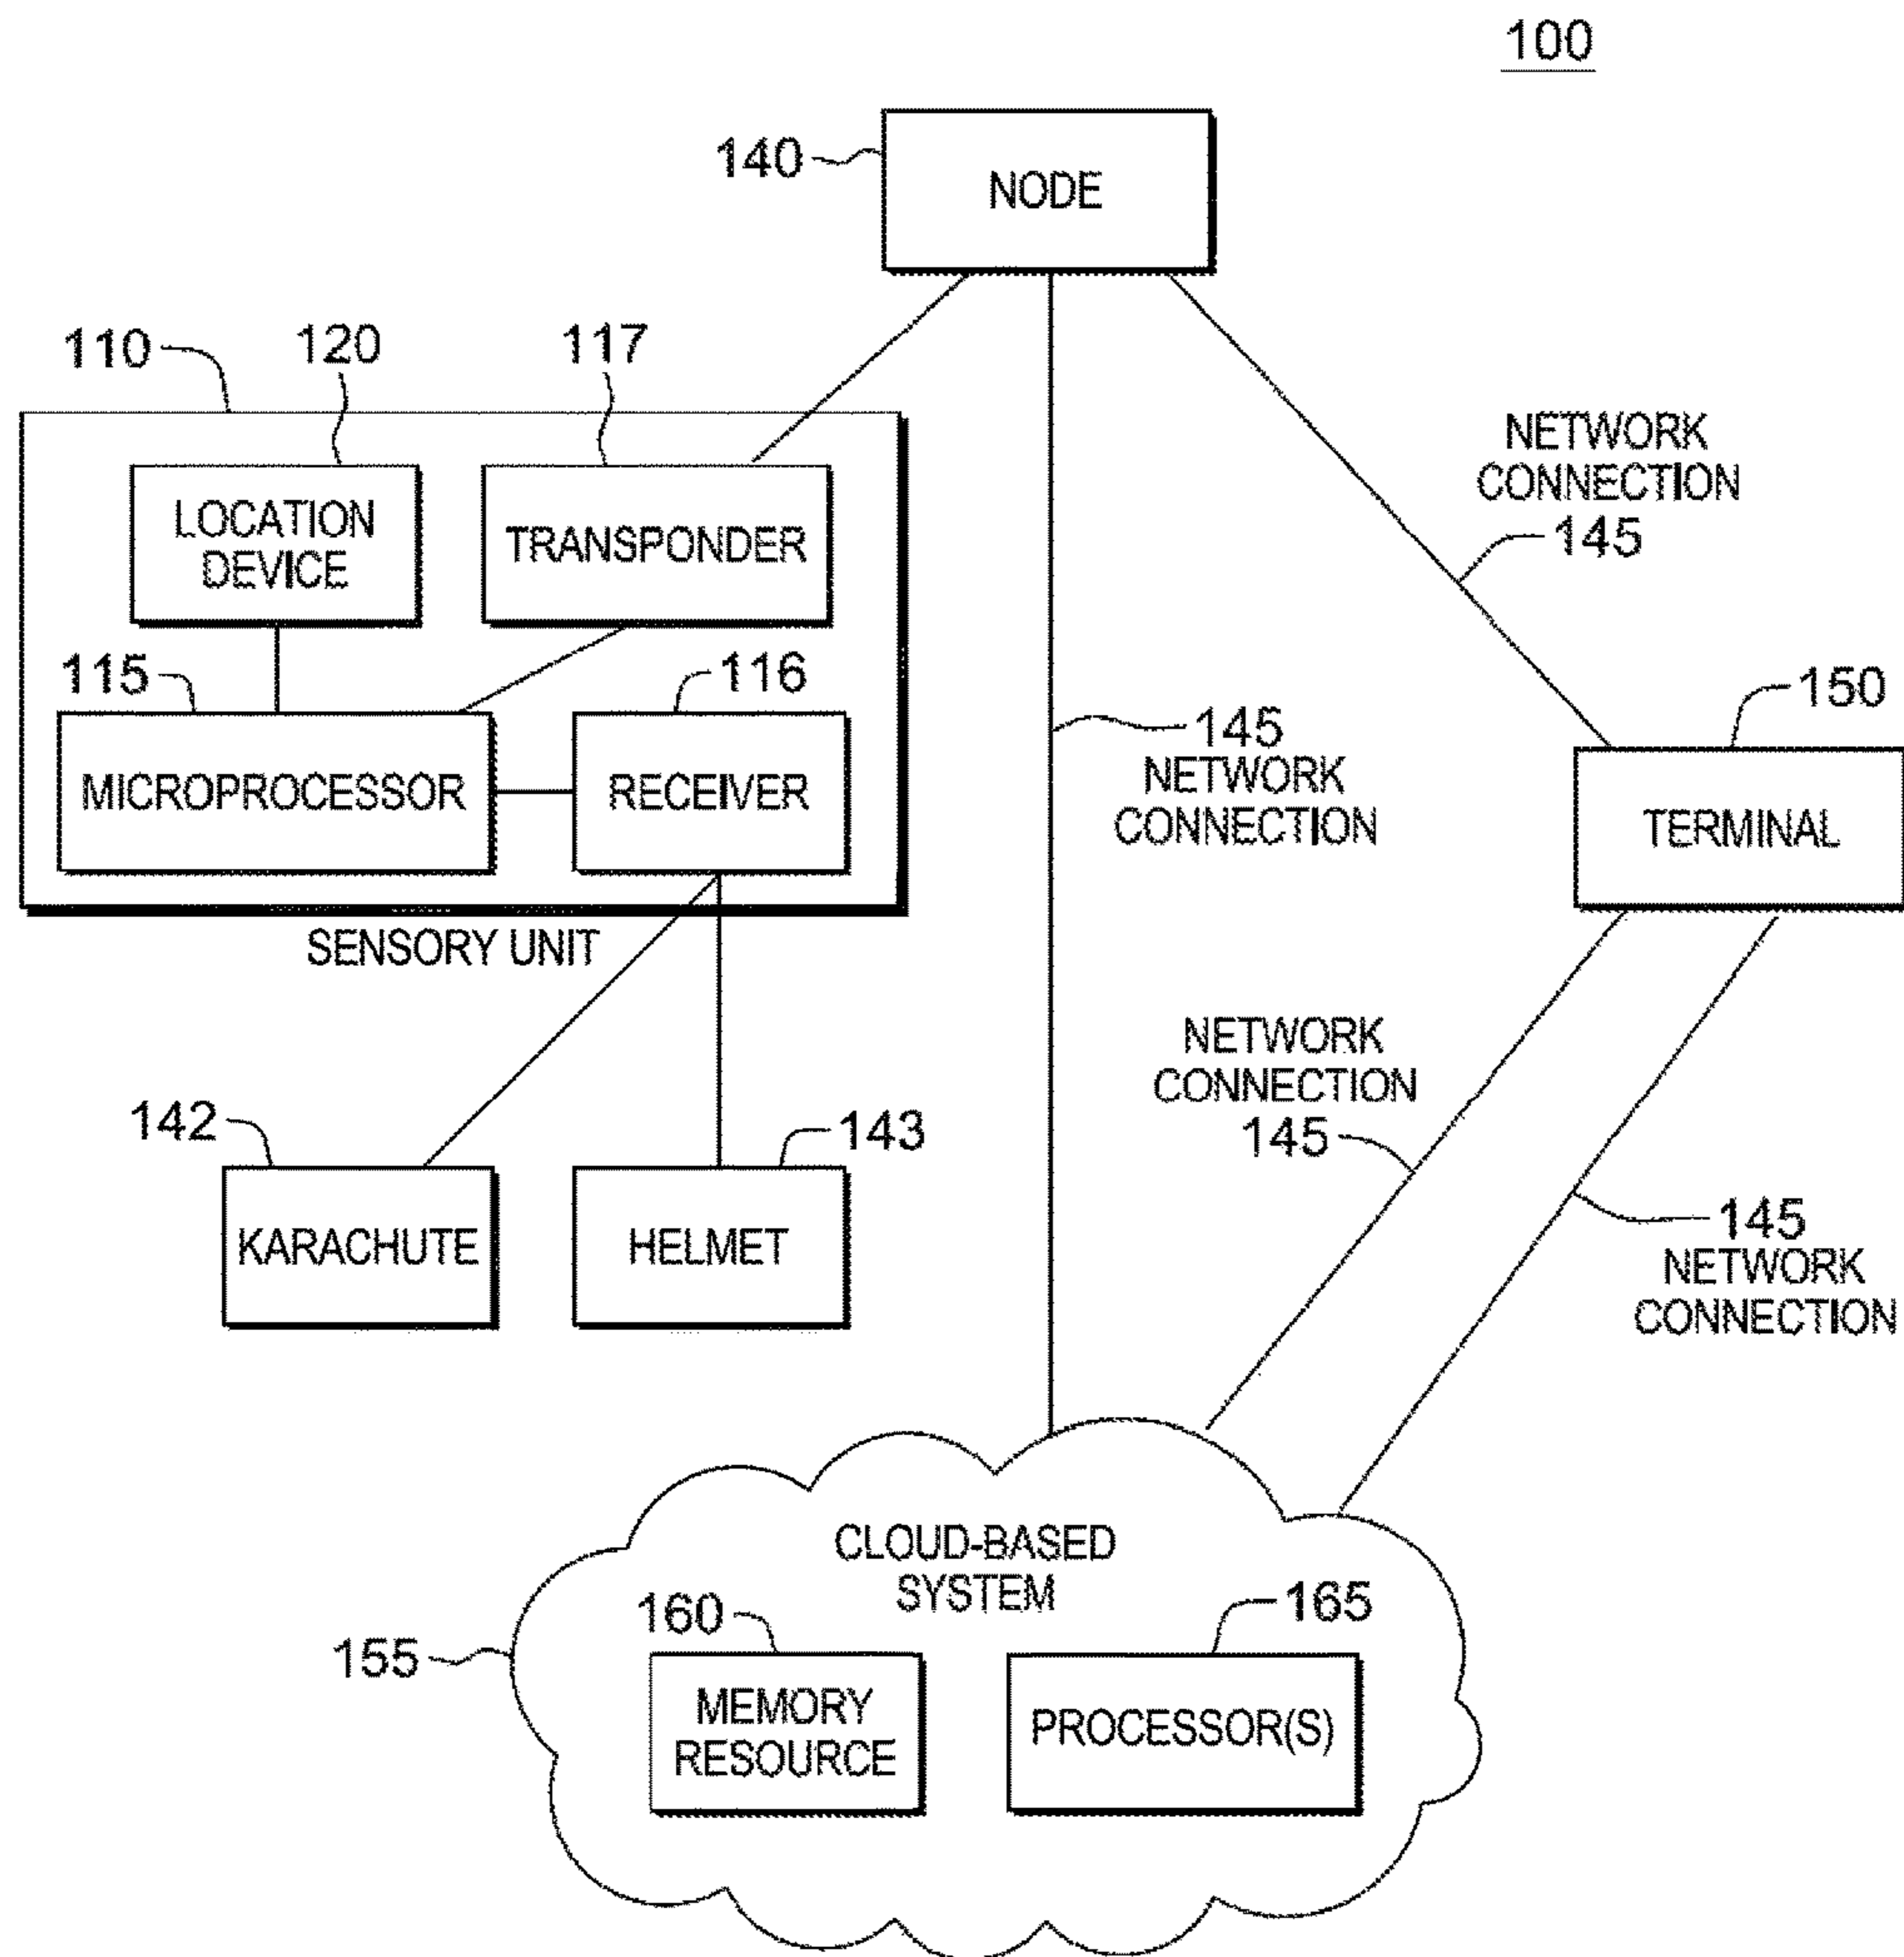 100
140
NODE
110
120
117
LOCATION
DEVICE
TRANSPONDER
NETWORK
CONNECTION
145
115
116
MICROPROCESSOR
RECEIVER
SENSORY UNIT
145
NETWORK
CONNECTION
150
TERMINAL
142
143
KARACHUTE
HELMET
NETWORK
CONNECTION
145
145
NETWORK
CONNECTION
CLOUD-BASED
SYSTEM
155
160
165
MEMORY
RESOURCE
PROCESSOR(S)